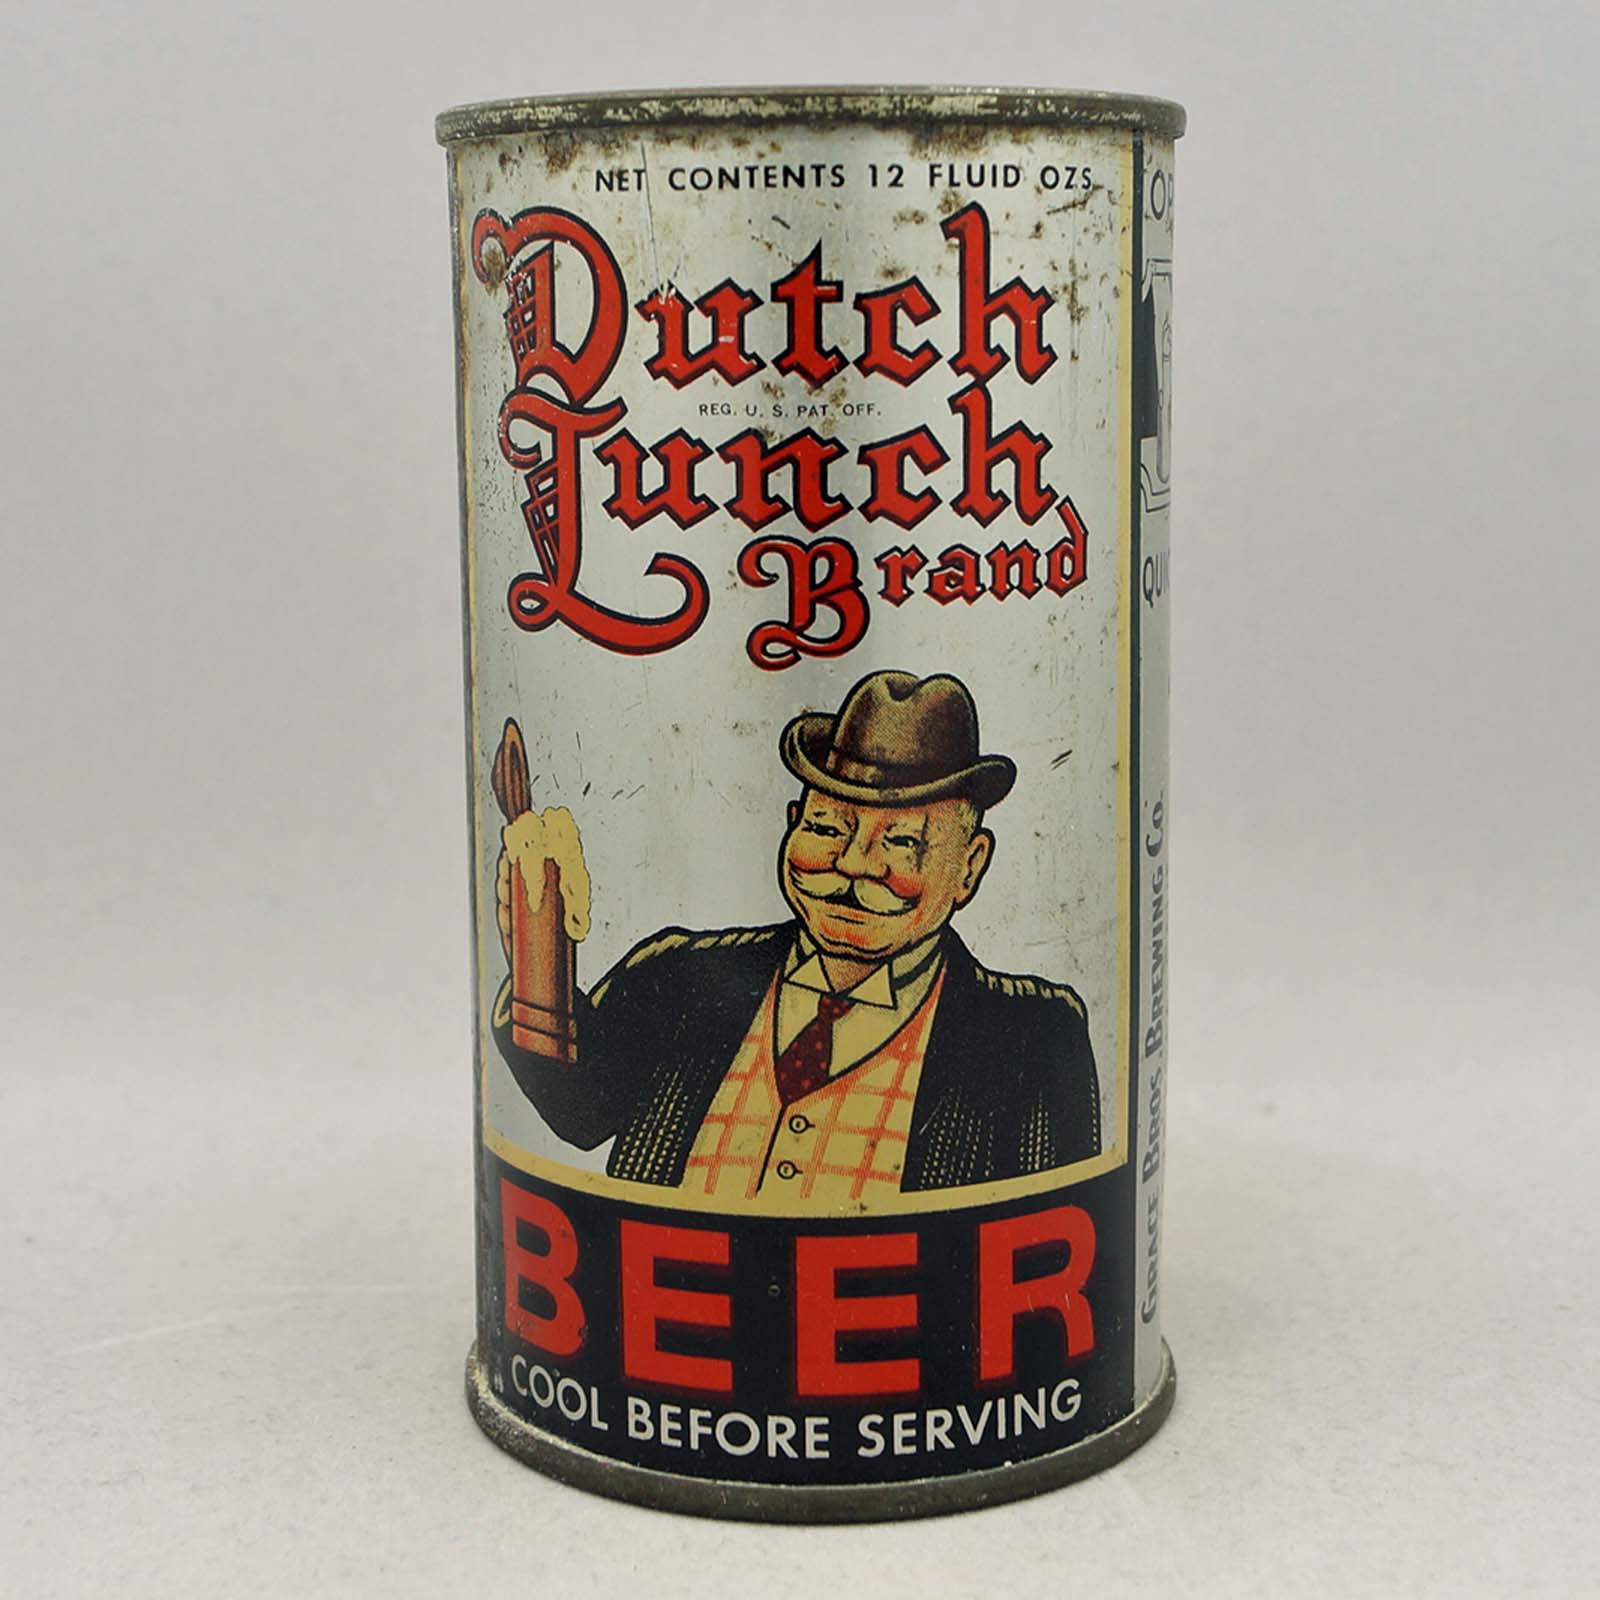 NET CONTENTS 12 FLUID OZS
Dutch
REG. U. S. PAT. OFF.
Lunch
Brand
BEER
COOL BEFORE SERVING
GRACE BROS BREWING CO.